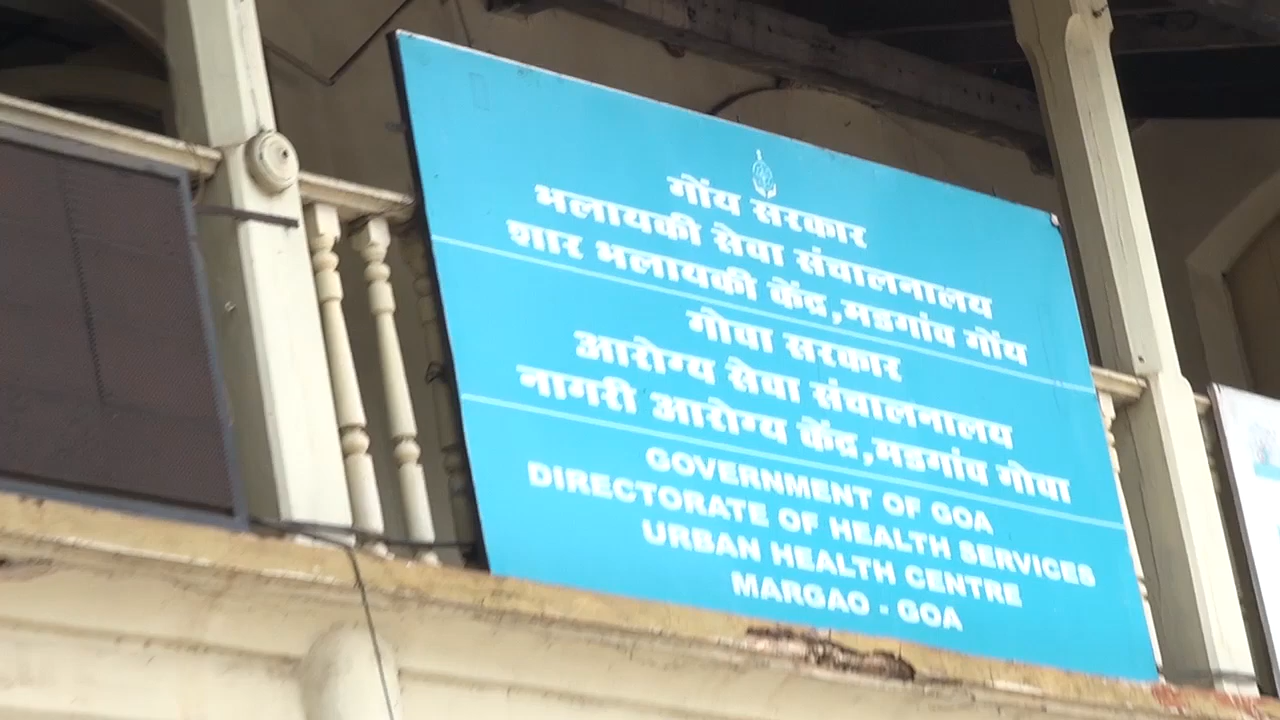 गोंय सरकार
भलायकी सेवा संचालनालय
शार भलायकी केंद्र,मडगांव गोंय
गोवा सरकार
आरोग्य सेवा संचालनालय
नागरी आरोग्य केंद्र,मडगांव गोवा
GOVERNMENT OF GOA
DIRECTORATE OF HEALTH SERVICES
URBAN HEALTH CENTRE
MARGAO - GOA